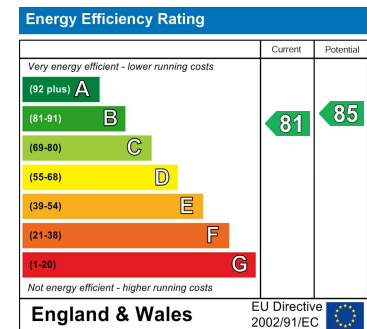 Energy Efficiency Rating
Current Potential
Very energy efficient - lower running costs
(92 plus) A
(81-91) B
81 85
(69-80) C
(55-68) D
(39-54) E
(21-38) F
(1-20) G
Not energy efficient - higher running costs
England & Wales
EU Directive
2002/91/EC